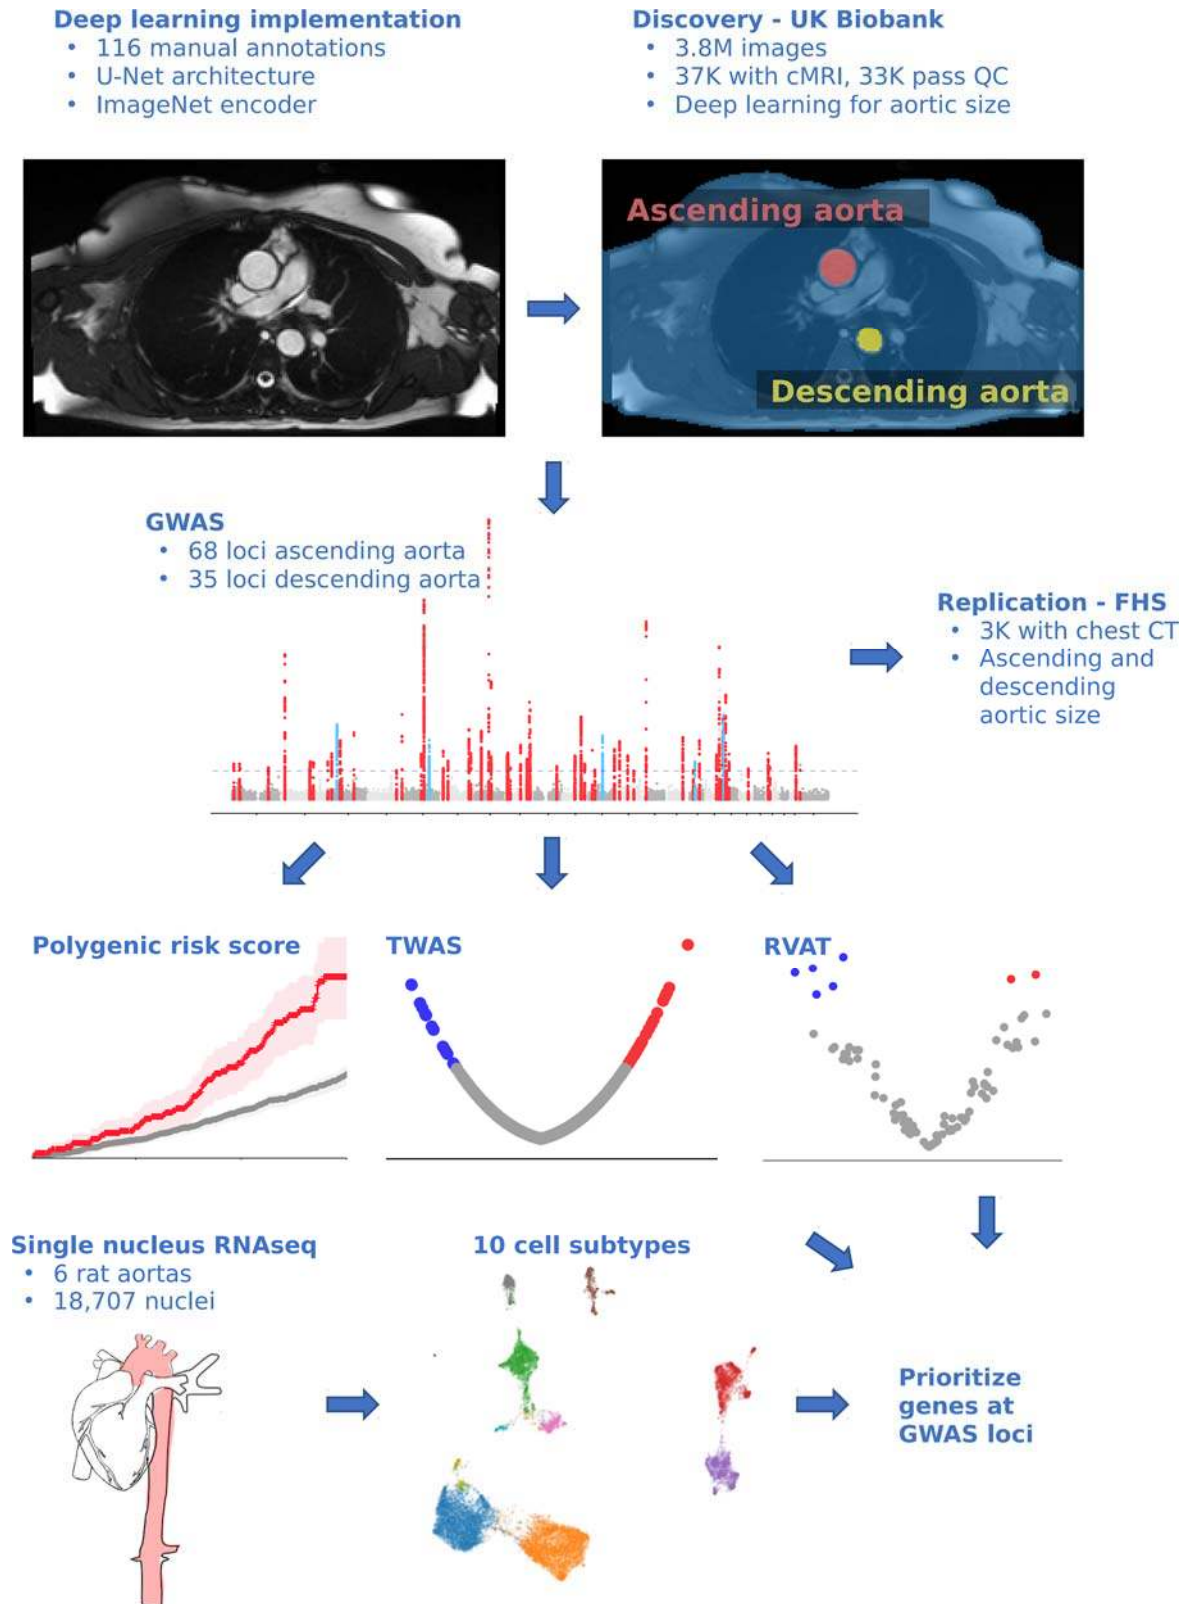 Deep learning implementation
• 116 manual annotations
• U-Net architecture
• ImageNet encoder
Discovery - UK Biobank
• 3.8M images
• 37K with cMRI, 33K pass QC
• Deep learning for aortic size
Ascending aorta
Descending aorta
GWAS
• 68 loci ascending aorta
• 35 loci descending aorta
Replication - FHS
• 3K with chest CT
• Ascending and
descending
aortic size
Polygenic risk score
TWAS
RVAT
Single nucleus RNAseq
• 6 rat aortas
• 18,707 nuclei
10 cell subtypes
Prioritize
genes at
GWAS loci